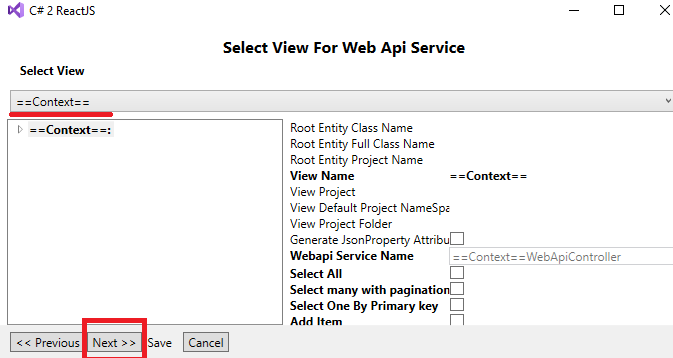 C# 2 ReactJS
Select View For Web Api Service
Select View
==Context==
==Context==:
Root Entity Class Name
Root Entity Full Class Name
Root Entity Project Name
View Name ==Context==
View Project
View Default Project NameSpa
View Project Folder
Generate JsonProperty Attribu
Webapi Service Name ==Context==WebApiController
Select All
Select many with pagination
Select One By Primary key
Add Item
<< Previous Next >> Save Cancel